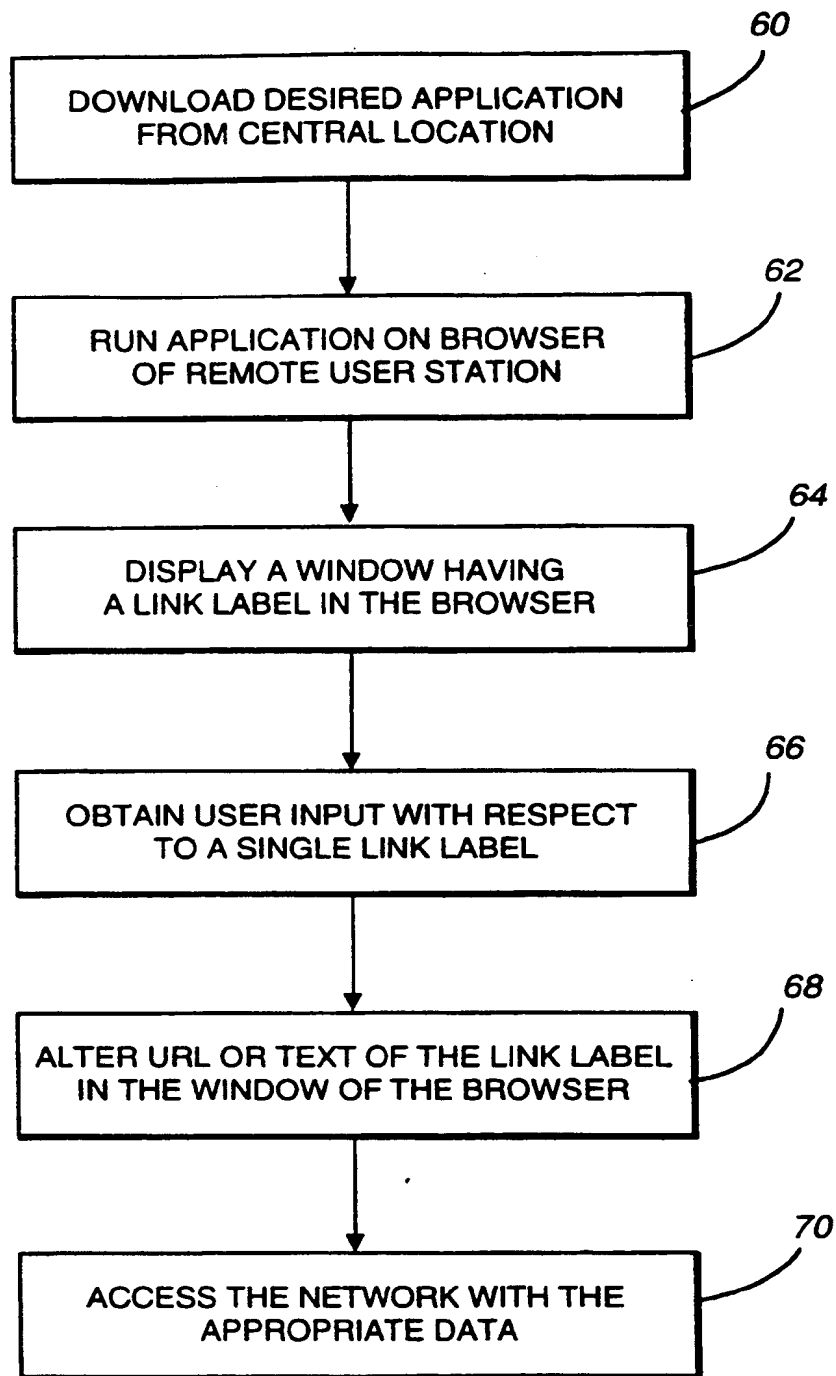 60
DOWNLOAD DESIRED APPLICATION
FROM CENTRAL LOCATION
62
RUN APPLICATION ON BROWSER
OF REMOTE USER STATION
64
DISPLAY A WINDOW HAVING
A LINK LABEL IN THE BROWSER
66
OBTAIN USER INPUT WITH RESPECT
TO A SINGLE LINK LABEL
68
ALTER URL OR TEXT OF THE LINK LABEL
IN THE WINDOW OF THE BROWSER
70
ACCESS THE NETWORK WITH THE
APPROPRIATE DATA